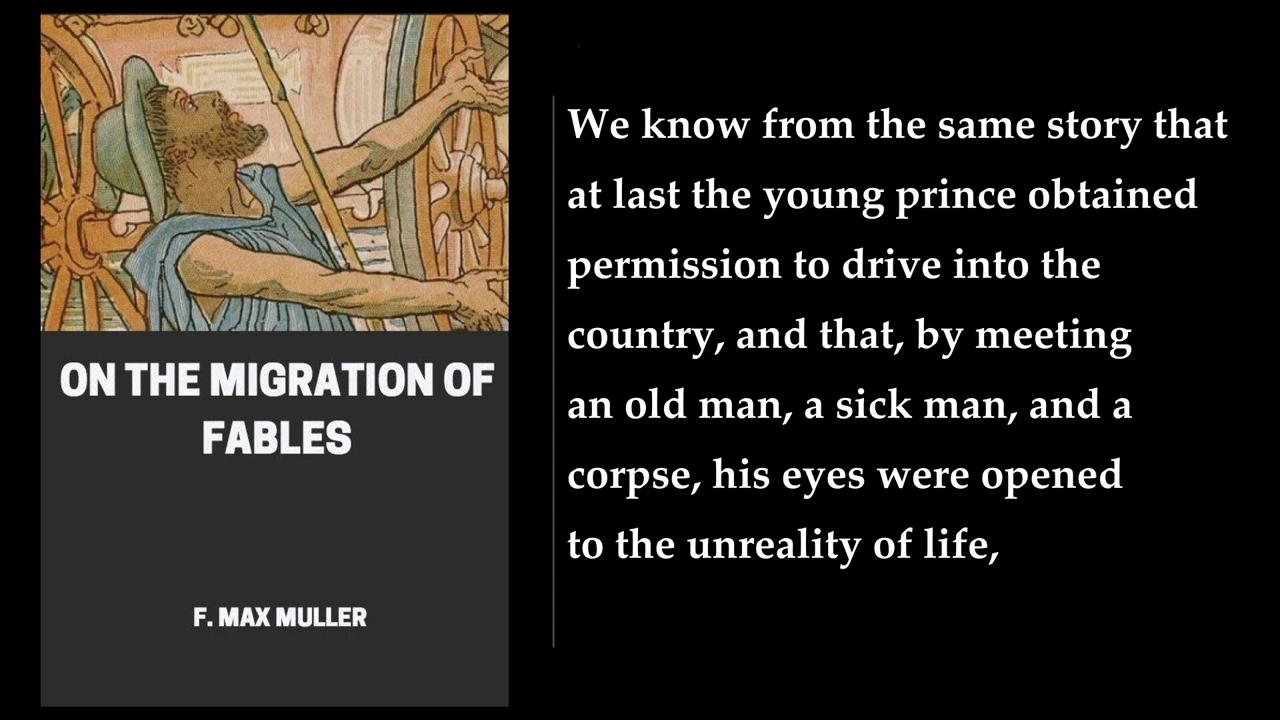 ON THE MIGRATION OF
FABLES
F. MAX MULLER
We know from the same story that
at last the young prince obtained
permission to drive into the
country, and that, by meeting
an old man, a sick man, and a
corpse, his eyes were opened
to the unreality of life,